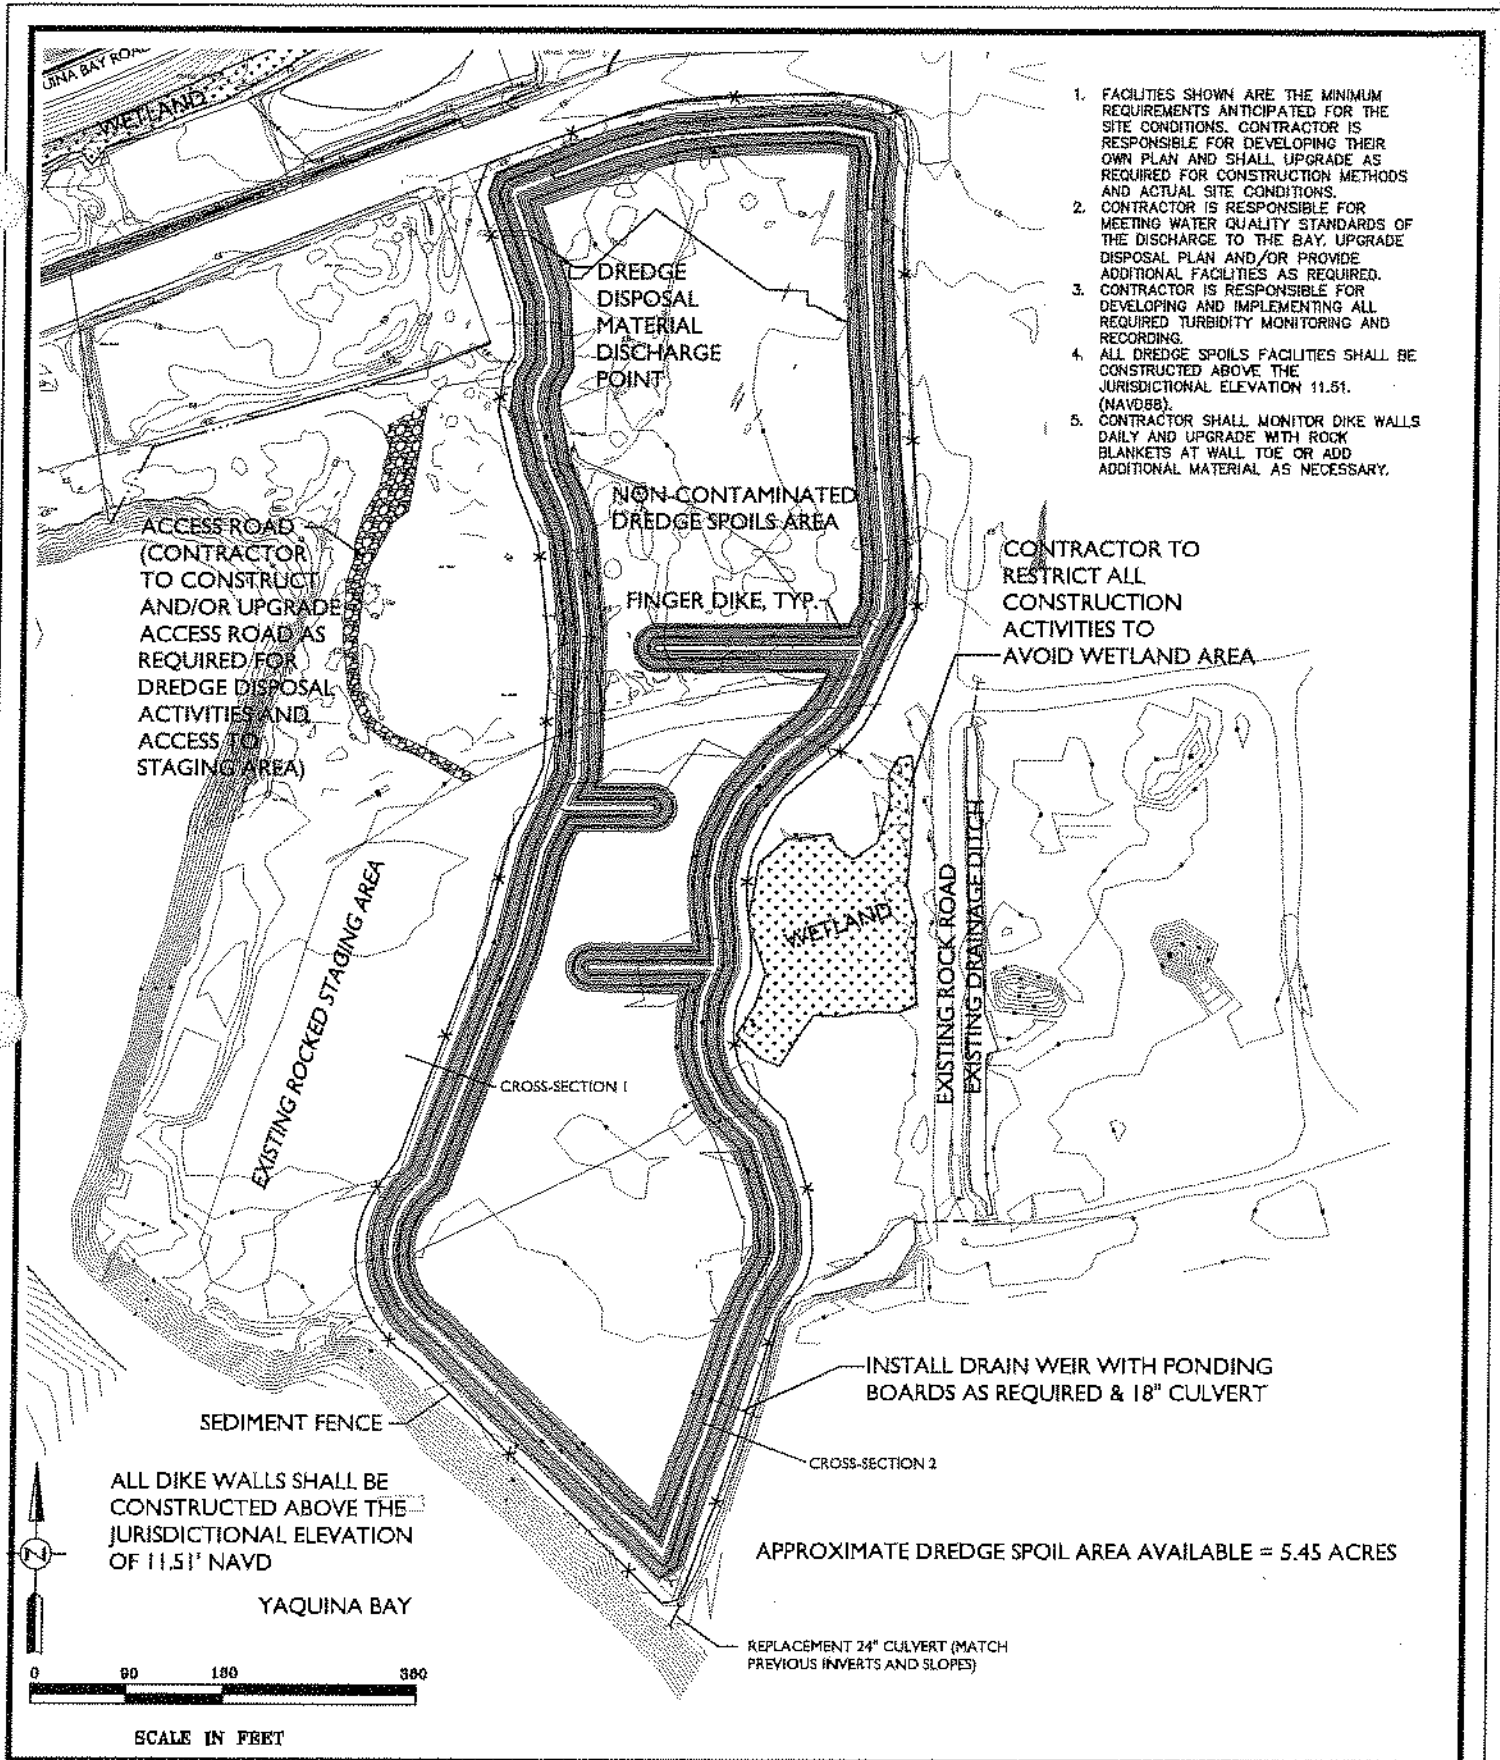 UINA BAY ROAD
WETLAND
1. FACILITIES SHOWN ARE THE MINIMUM
REQUIREMENTS ANTICIPATED FOR THE
SITE CONDITIONS. CONTRACTOR IS
RESPONSIBLE FOR DEVELOPING THEIR
OWN PLAN AND SHALL UPGRADE AS
REQUIRED FOR CONSTRUCTION METHODS
AND ACTUAL SITE CONDITIONS.
2. CONTRACTOR IS RESPONSIBLE FOR
MEETING WATER QUALITY STANDARDS OF
THE DISCHARGE TO THE BAY. UPGRADE
DISPOSAL PLAN AND/OR PROVIDE
ADDITIONAL FACILITIES AS REQUIRED.
3. CONTRACTOR IS RESPONSIBLE FOR
DEVELOPING AND IMPLEMENTING ALL
REQUIRED TURBIDITY MONITORING AND
RECORDING.
4. ALL DREDGE SPOILS FACILITIES SHALL BE
CONSTRUCTED ABOVE THE
JURISDICTIONAL ELEVATION 11.51.
(NAVD88).
5. CONTRACTOR SHALL MONITOR DIKE WALLS
DAILY AND UPGRADE WITH ROCK
BLANKETS AT WALL TOE OR ADD
ADDITIONAL MATERIAL AS NECESSARY.
DREDGE
DISPOSAL
MATERIAL
DISCHARGE
POINT
NON-CONTAMINATED
DREDGE SPOILS AREA
FINGER DIKE, TYP.
ACCESS ROAD
(CONTRACTOR
TO CONSTRUCT
AND/OR UPGRADE
ACCESS ROAD AS
REQUIRED FOR
DREDGE DISPOSAL
ACTIVITIES AND
ACCESS TO
STAGING AREA)
CONTRACTOR TO
RESTRICT ALL
CONSTRUCTION
ACTIVITIES TO
AVOID WETLAND AREA
EXISTING ROCKED STAGING AREA
WETLAND
EXISTING ROCK ROAD
EXISTING DRAINAGE DITCH
CROSS-SECTION 1
INSTALL DRAIN WEIR WITH PONDING
BOARDS AS REQUIRED & 18" CULVERT
SEDIMENT FENCE
CROSS-SECTION 2
ALL DIKE WALLS SHALL BE
CONSTRUCTED ABOVE THE
JURISDICTIONAL ELEVATION
OF 11.51' NAVD
Z
APPROXIMATE DREDGE SPOIL AREA AVAILABLE = 5.45 ACRES
YAQUINA BAY
REPLACEMENT 24" CULVERT (MATCH
PREVIOUS INVERTS AND SLOPES)
0 90 180 360
SCALE IN FEET